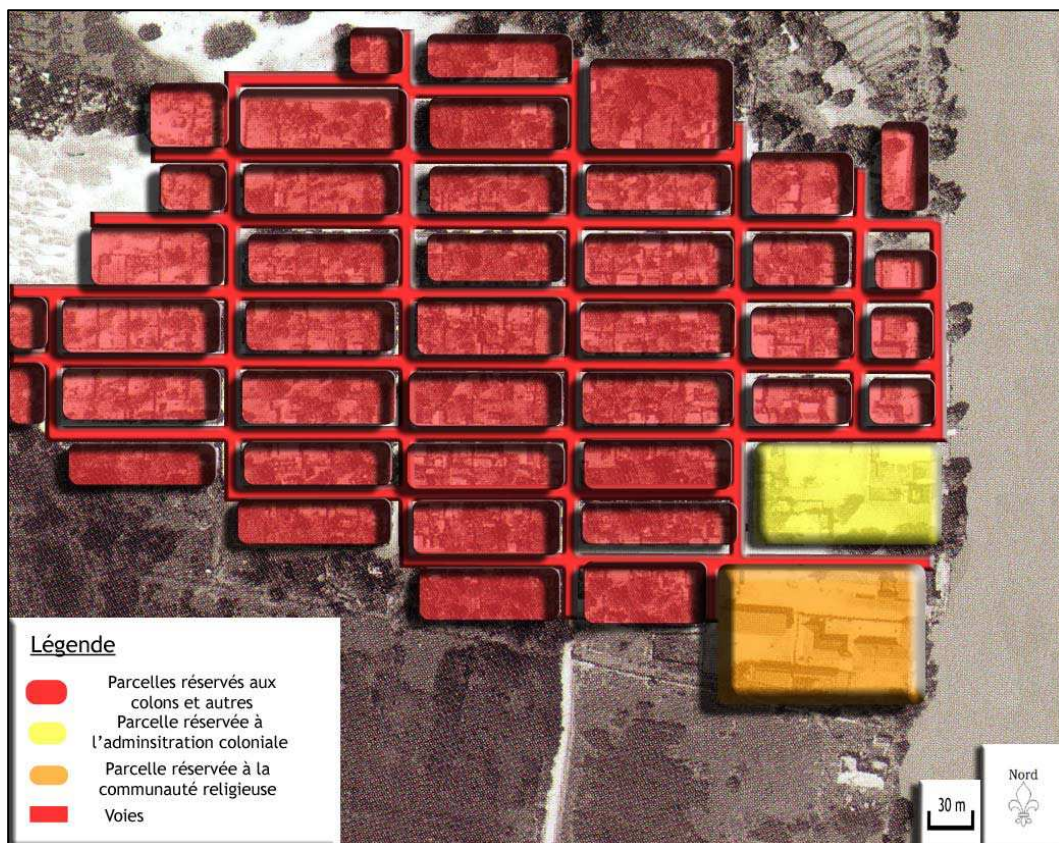 Légende
Parcelles réservés aux
colons et autres
Parcelle réservée à
l'adminsitration coloniale
Parcelle réservée à la
communauté religieuse
Voies
30 m
Nord